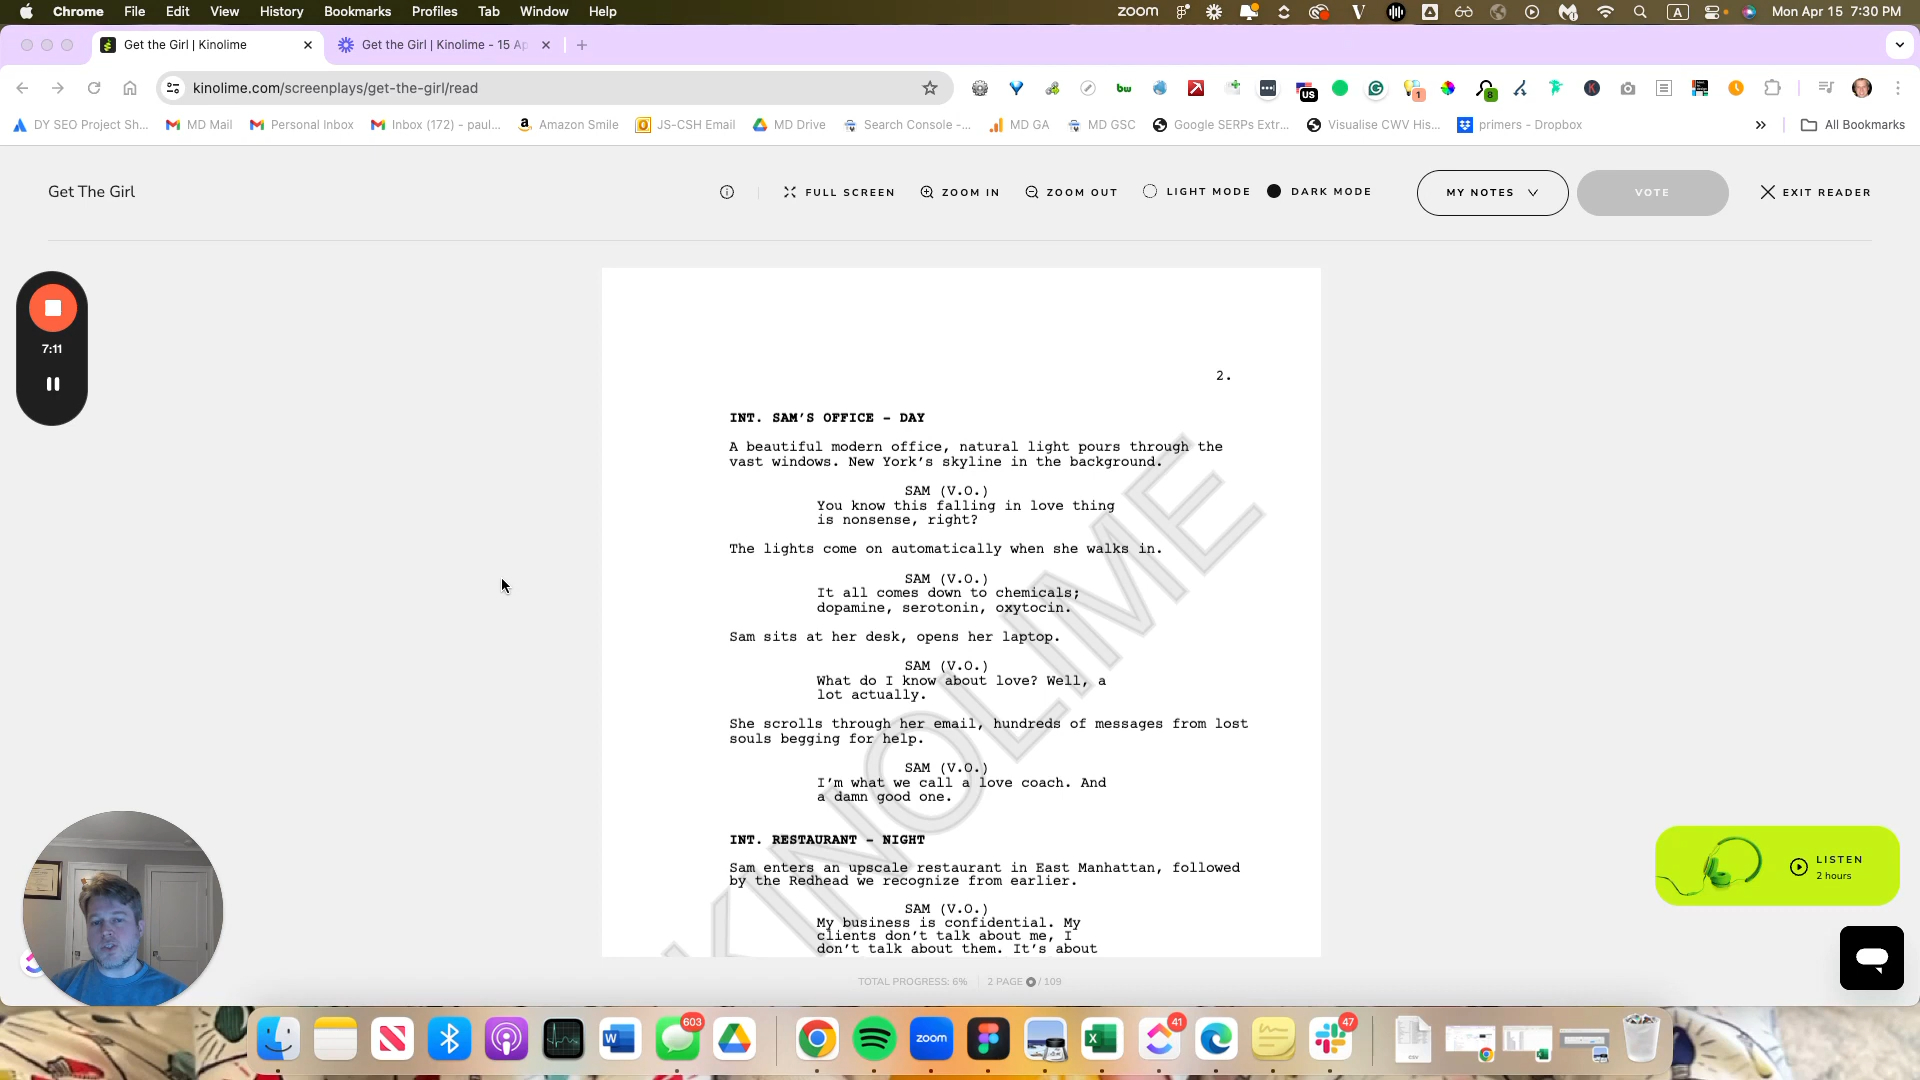 Chrome File Edit View History Bookmarks Profiles Tab Window Help zoom A Mon Apr 15 7:30 PM
Get the Girl | Kinolime Get the Girl | Kinolime - 15 Ap
kinolime.com/screenplays/get-the-girl/read bw US 1 8 K
DY SEO Project Sh... MD Mail Personal Inbox Inbox (172) - paul... Amazon Smile JS-CSH Email MD Drive Search Console -... MD GA MD GSC Google SERPs Extr... Visualise CWV His... primers - Dropbox All Bookmarks
Get The Girl FULL SCREEN ZOOM IN ZOOM OUT LIGHT MODE DARK MODE MY NOTES VOTE EXIT READER
7:11
2.
INT. SAM'S OFFICE - DAY
A beautiful modern office, natural light pours through the
vast windows. New York's skyline in the background.
SAM (V.O.)
You know this falling in love thing
is nonsense, right?
The lights come on automatically when she walks in.
SAM (V.O.)
It all comes down to chemicals;
dopamine, serotonin, oxytocin.
Sam sits at her desk, opens her laptop.
SAM (V.O.)
What do I know about love? Well, a
lot actually.
She scrolls through her email, hundreds of messages from lost
souls begging for help.
SAM (V.O.)
I'm what we call a love coach. And
a damn good one.
INT. RESTAURANT - NIGHT
Sam enters an upscale restaurant in East Manhattan, followed
by the Redhead we recognize from earlier.
SAM (V.O.)
My business is confidential. My
clients don't talk about me, I
don't talk about them. It's about
KINOLIME
LISTEN
2 hours
TOTAL PROGRESS: 6% 2 PAGE / 109
603 zoom 41 47